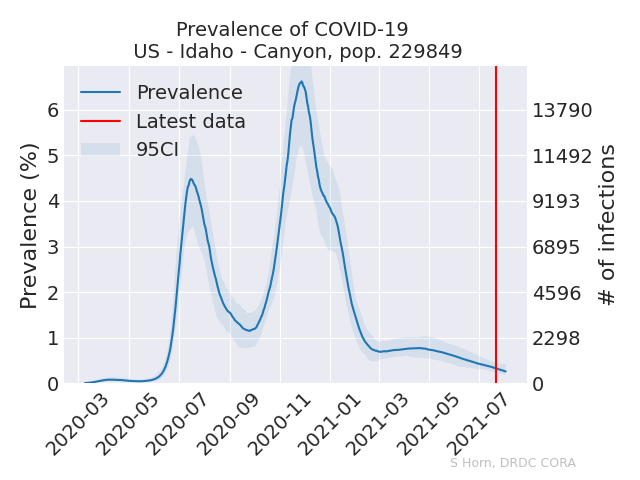 Prevalence of COVID-19
US - Idaho - Canyon, pop. 229849
Prevalence
Latest data
95CI
Prevalence (%)
6
5
4
3
2
1
0
13790
11492
9193
6895
4596
2298
0
# of infections
2020-03
2020-05
2020-07
2020-09
2020-11
2021-01
2021-03
2021-05
2021-07
S Horn, DRDC CORA